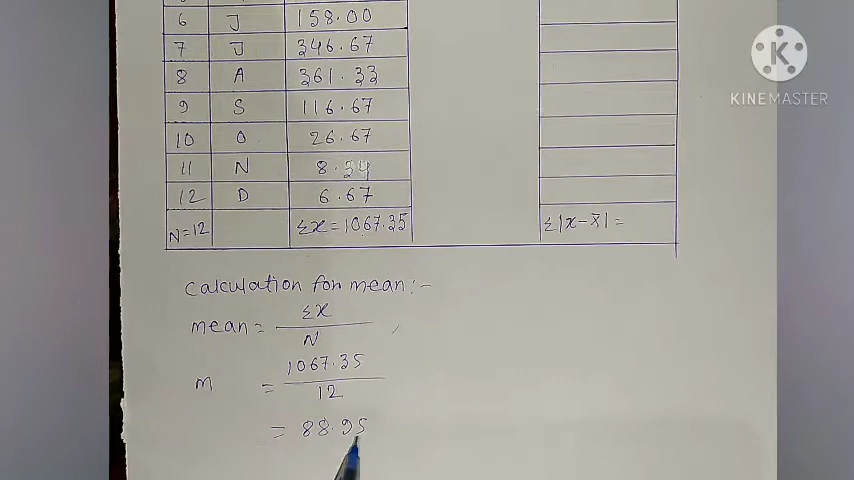 6 J 158.00
7 J 346.67
8 A 361.33
9 S 116.67
10 O 26.67
11 N 8.34
12 D 6.67
N=12 Σx=1067.35 Σ|x-x̄|=
KINEMASTER
Calculation for mean:-
mean = Σx
N
m = 1067.35
12
= 88.95